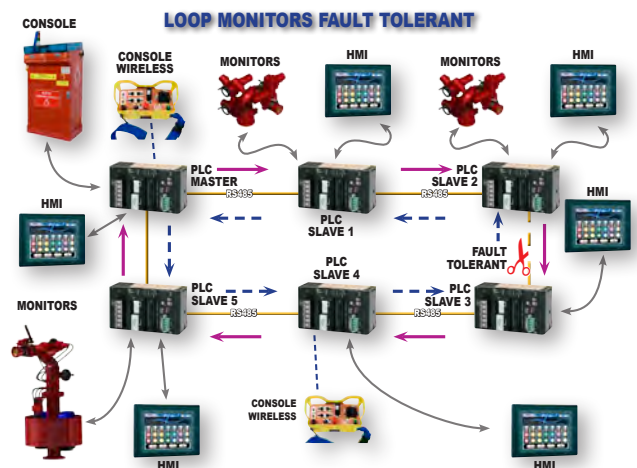 LOOP MONITORS FAULT TOLERANT
CONSOLE
CONSOLE
WIRELESS
MONITORS
HMI
MONITORS
HMI
PLC
MASTER
RS485
PLC
SLAVE 1
RS485
PLC
SLAVE 2
HMI
HMI
FAULT
TOLERANT
MONITORS
PLC
SLAVE 5
RS485
PLC
SLAVE 4
RS485
PLC
SLAVE 3
CONSOLE
WIRELESS
HMI
HMI